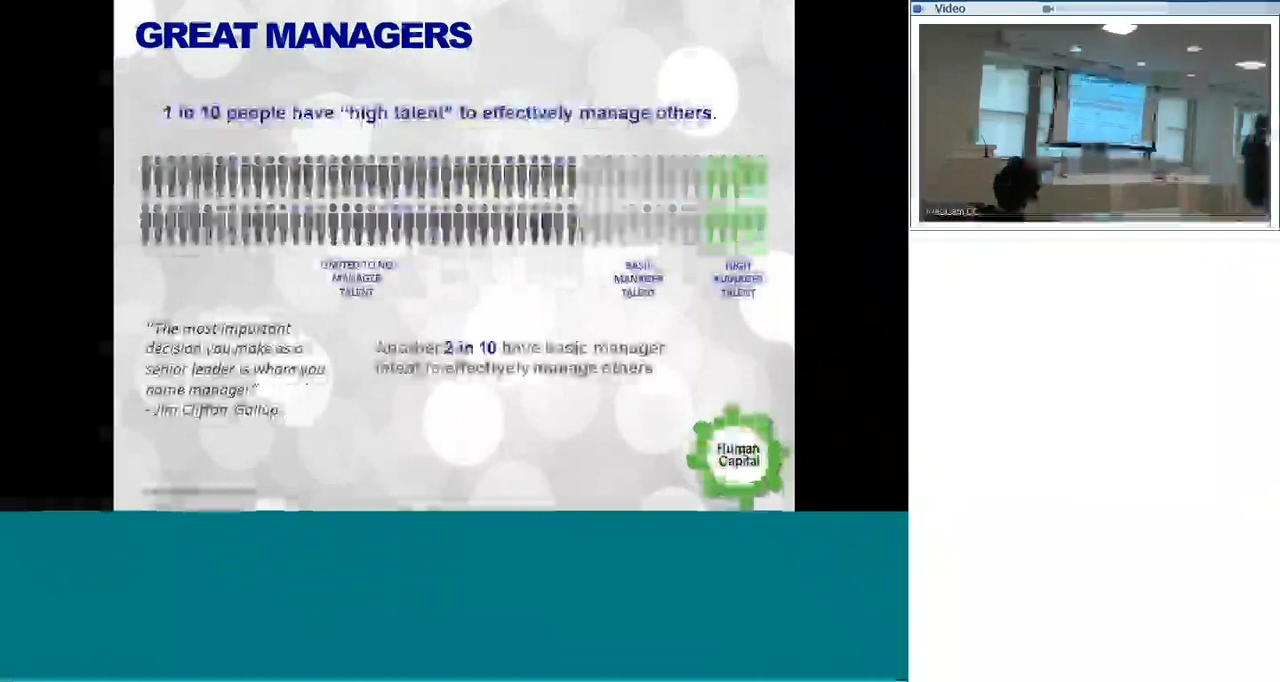 GREAT MANAGERS
1 in 10 people have "high talent" to effectively manage others.
LIMITED TO NO
MANAGER
TALENT
BASIC
MANAGER
TALENT
HIGH
MANAGER
TALENT
"The most important
decision you make as a
senior leader is whom you
name manager."
- Jim Clifton, Gallup
Another 2 in 10 have basic manager
talent to effectively manage others
Human
Capital
Video